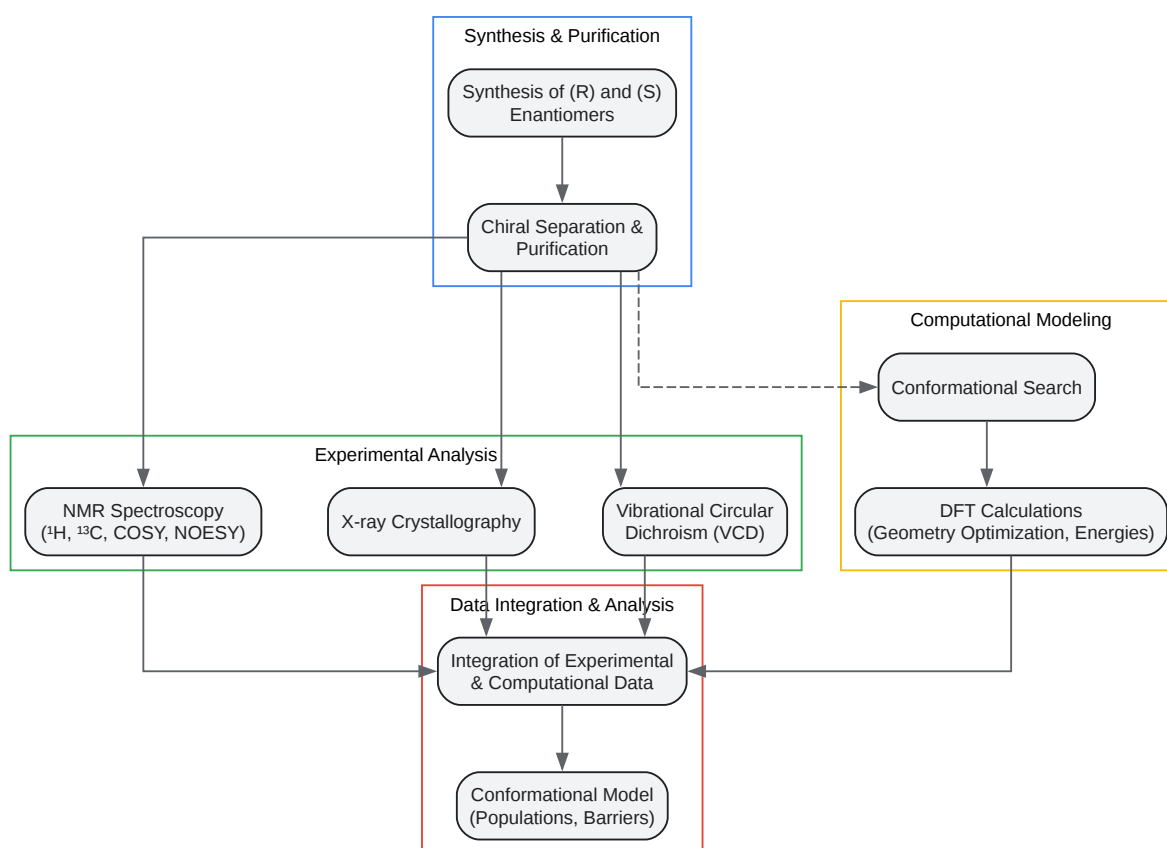 Synthesis & Purification
Synthesis of (R) and (S)
Enantiomers
Chiral Separation &
Purification
Computational Modeling
Conformational Search
Experimental Analysis
NMR Spectroscopy
(¹H, ¹³C, COSY, NOESY)
X-ray Crystallography
Vibrational Circular
Dichroism (VCD)
DFT Calculations
(Geometry Optimization, Energies)
Data Integration & Analysis
Integration of Experimental
& Computational Data
Conformational Model
(Populations, Barriers)